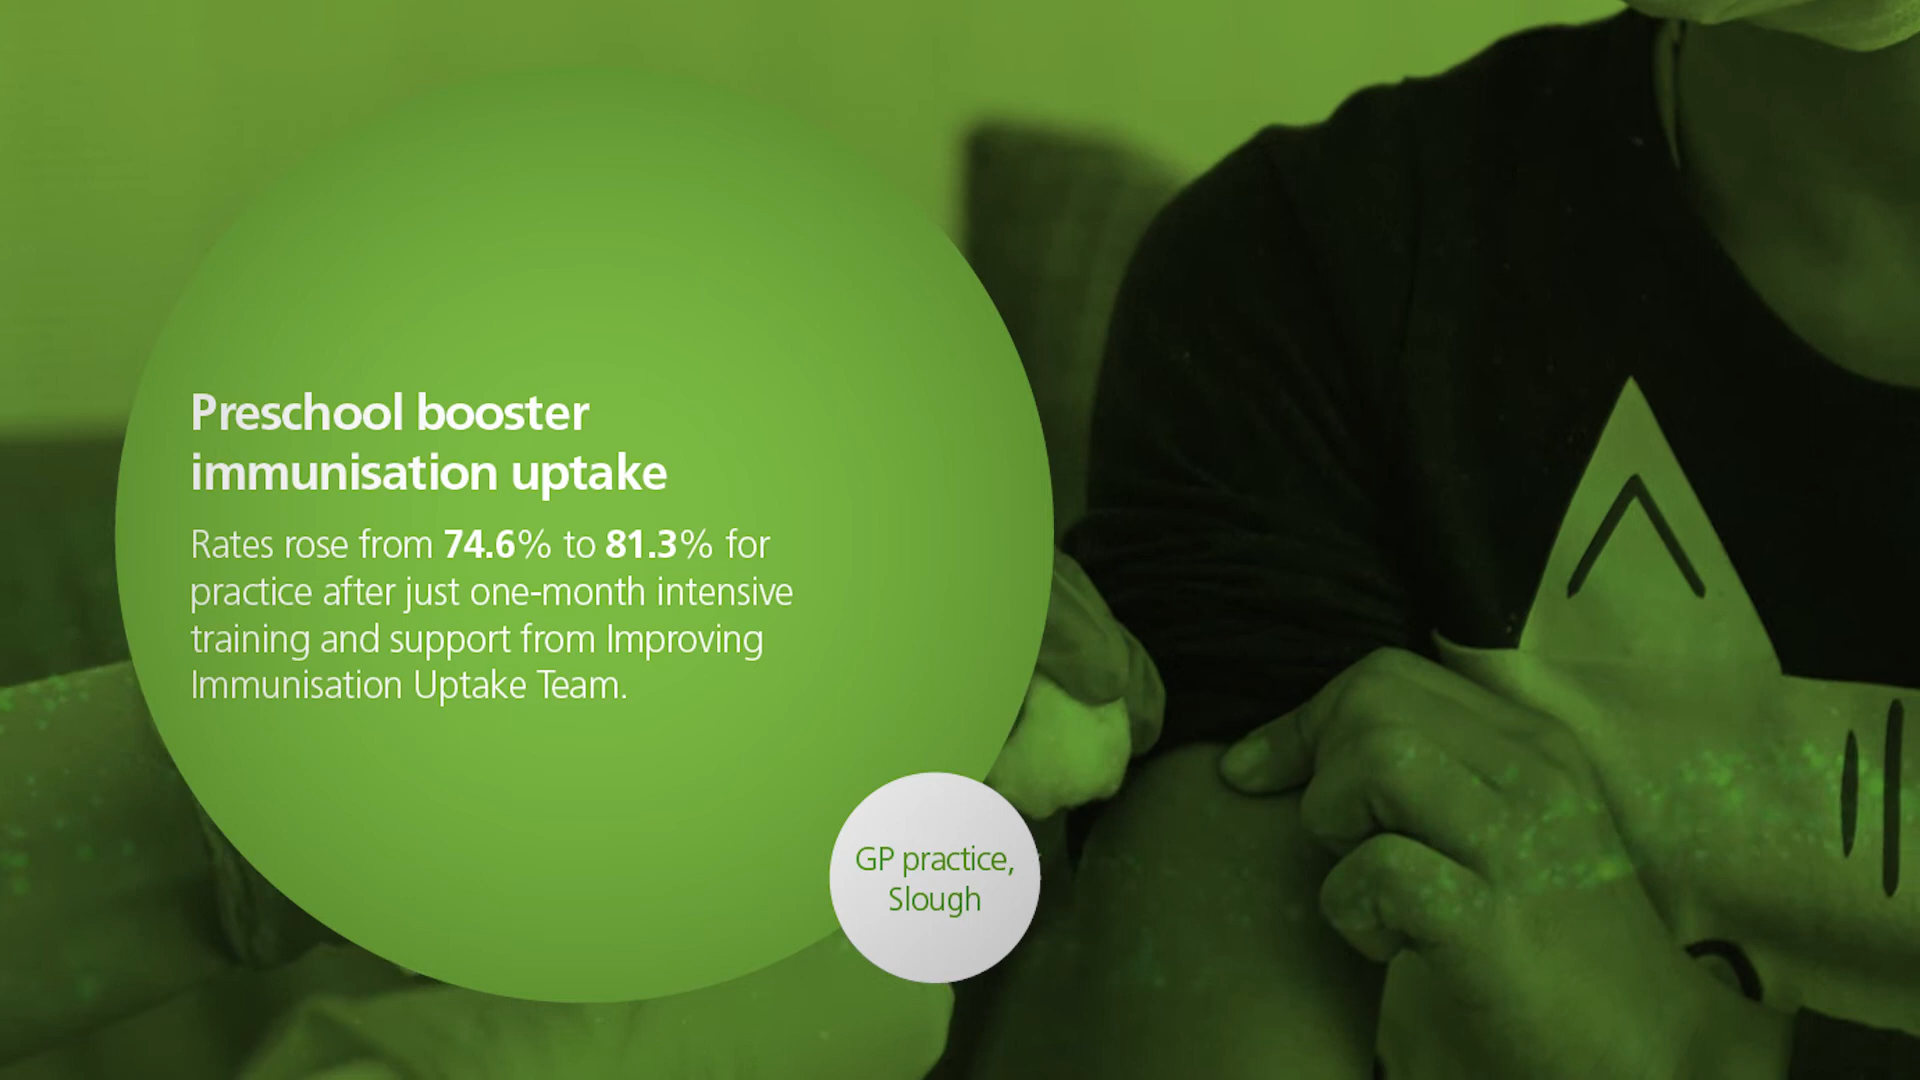 Preschool booster
immunisation uptake
Rates rose from 74.6% to 81.3% for
practice after just one-month intensive
training and support from Improving
Immunisation Uptake Team.
GP practice,
Slough